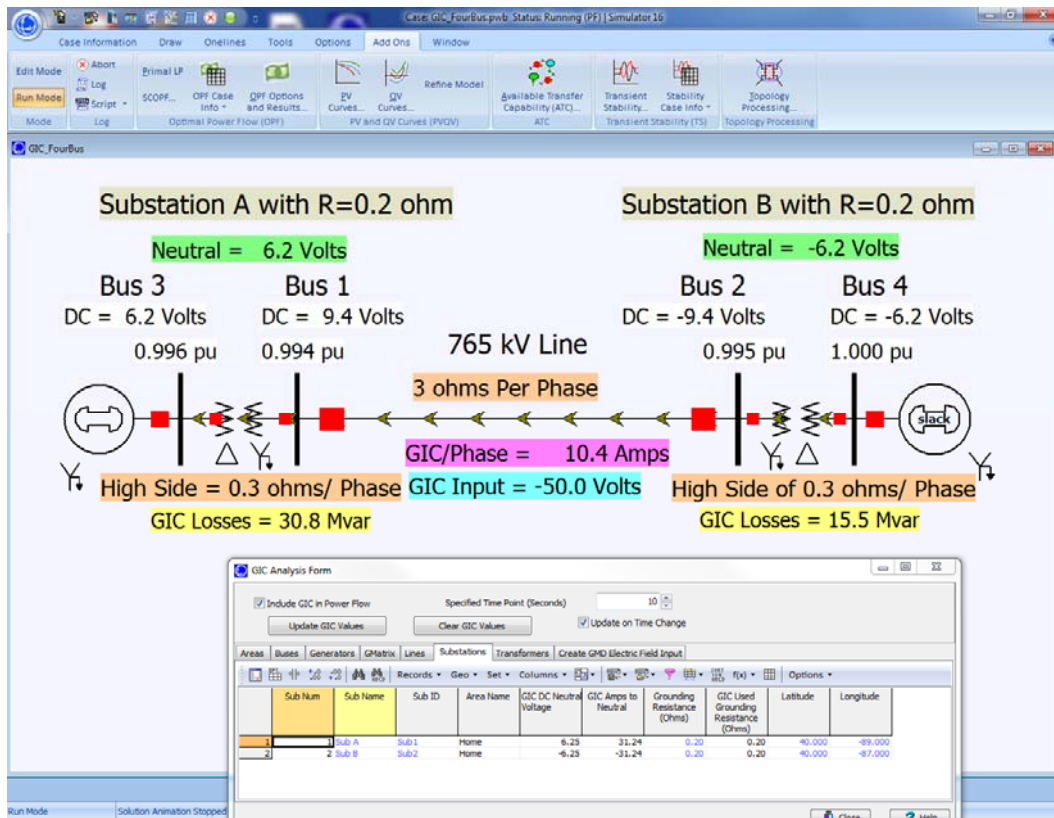 Case: GIC_FourBus.pwb Status: Running (PF) | Simulator 16
Case Information Draw Onelines Tools Options Add Ons Window
Edit Mode
Run Mode
Mode
Abort
Log
Script
Log
Primal LP
SCOPF...
OPF Case Info
OPF Options and Results...
Optimal Power Flow (OPF)
PV Curves...
QV Curves...
Refine Model
PV and QV Curves (PVQV)
Available Transfer Capability (ATC)...
ATC
Transient Stability...
Stability Case Info
Transient Stability (TS)
Topology Processing...
Topology Processing
GIC_FourBus
Substation A with R=0.2 ohm
Substation B with R=0.2 ohm
Neutral = 6.2 Volts
Neutral = -6.2 Volts
Bus 3
Bus 1
Bus 2
Bus 4
DC = 6.2 Volts
DC = 9.4 Volts
DC = -9.4 Volts
DC = -6.2 Volts
0.996 pu
0.994 pu
765 kV Line
0.995 pu
1.000 pu
3 ohms Per Phase
slack
GIC/Phase = 10.4 Amps
High Side = 0.3 ohms/ Phase
GIC Input = -50.0 Volts
High Side of 0.3 ohms/ Phase
GIC Losses = 30.8 Mvar
GIC Losses = 15.5 Mvar
GIC Analysis Form
Include GIC in Power Flow
Specified Time Point (Seconds)
10
Update GIC Values
Clear GIC Values
Update on Time Change
Areas Buses Generators GMatrix Lines Substations Transformers Create GMD Electric Field Input
Records Geo Set Columns f(x) Options
Sub Num
Sub Name
Sub ID
Area Name
GIC DC Neutral
Voltage
GIC Amps to
Neutral
Grounding
Resistance
(Ohms)
GIC Used
Grounding
Resistance
(Ohms)
Latitude
Longitude
1 1 Sub A Sub1 Home 6.25 31.24 0.20 0.20 40.000 -89.000
2 2 Sub B Sub2 Home -6.25 -31.24 0.20 0.20 40.000 -87.000
Close
Help
Run Mode
Solution Animation Stopped